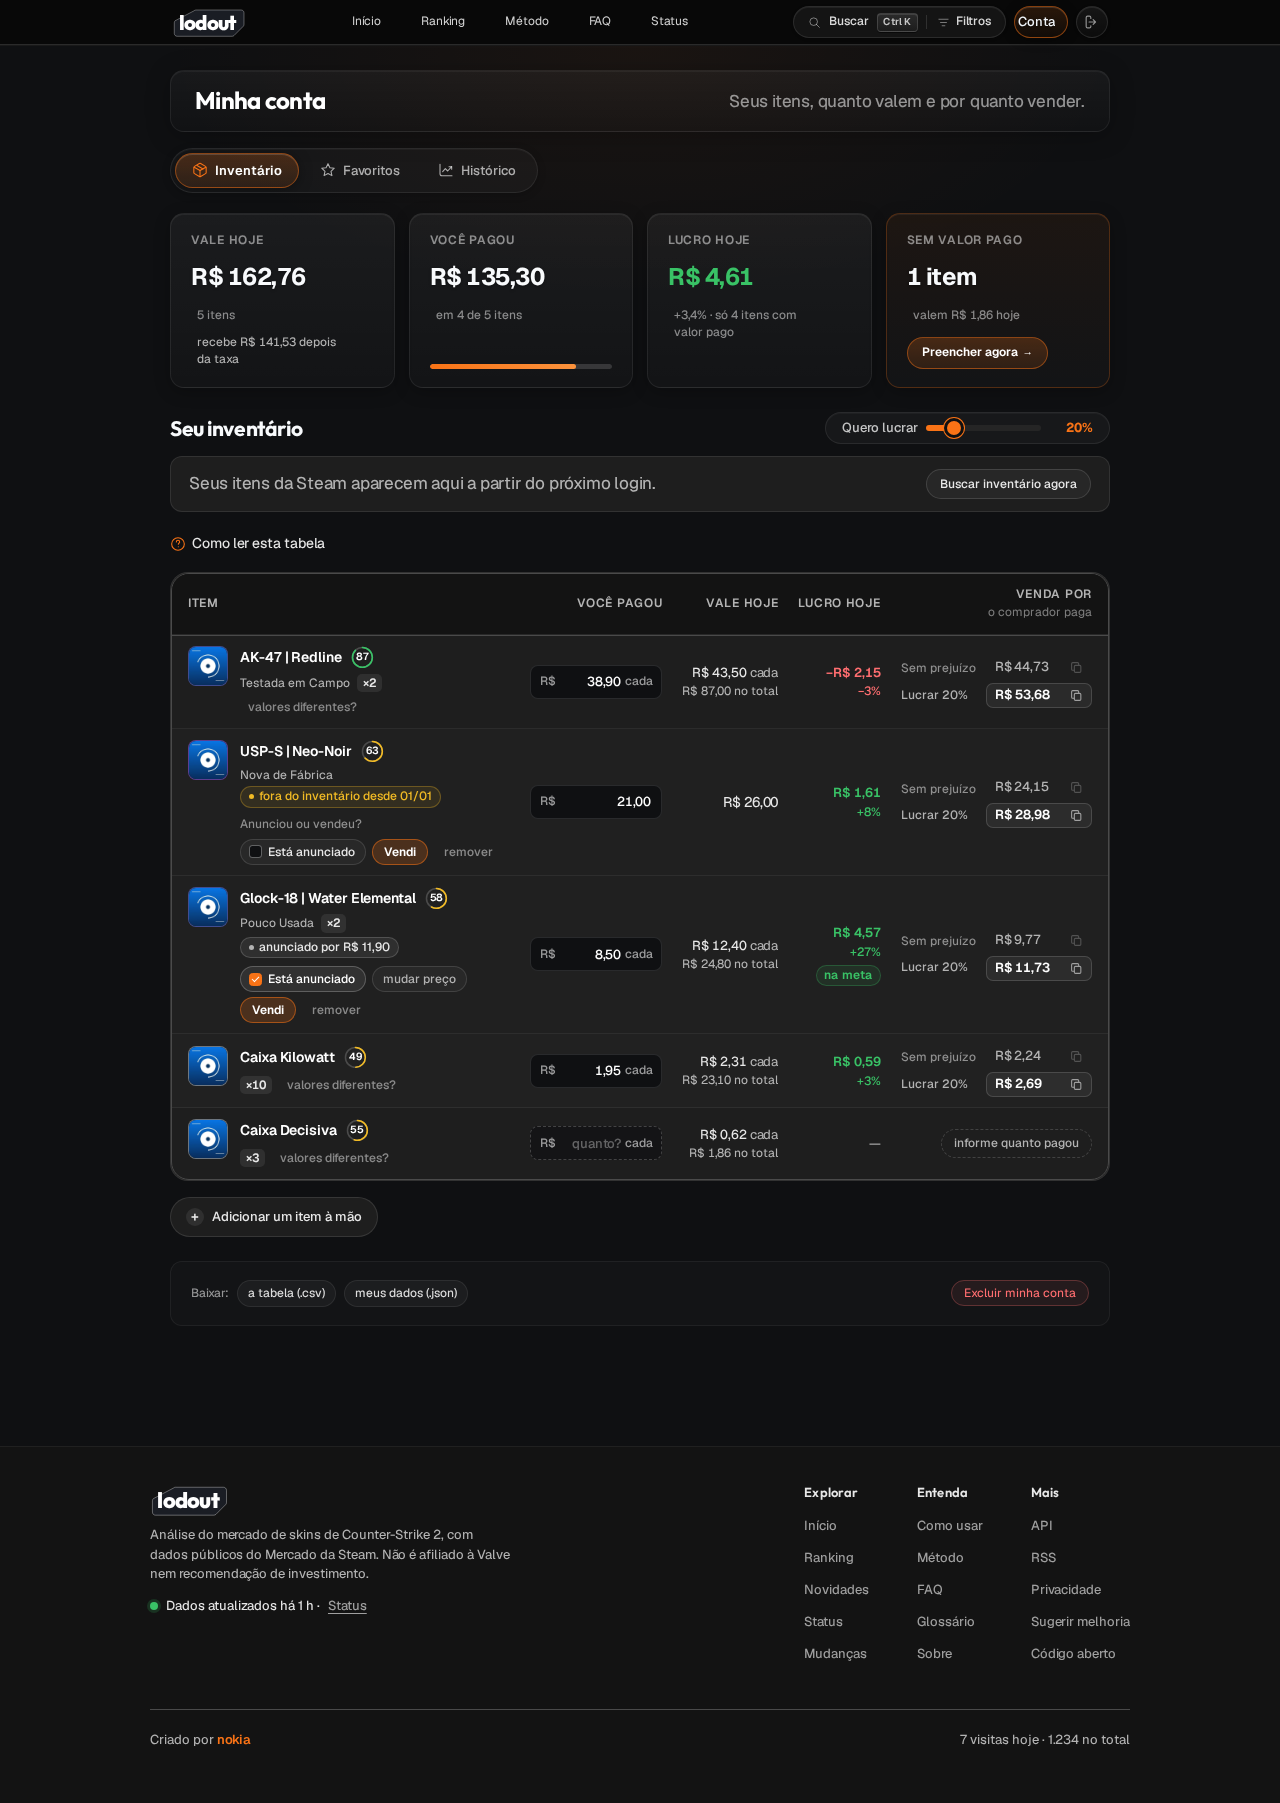 lodout
Início
Ranking
Método
FAQ
Status
Buscar
Ctrl K
Filtros
Conta
Minha conta
Seus itens, quanto valem e por quanto vender.
Inventário
Favoritos
Histórico
VALE HOJE
R$ 162,76
5 itens
recebe R$ 141,53 depois
da taxa
VOCÊ PAGOU
R$ 135,30
em 4 de 5 itens
LUCRO HOJE
R$ 4,61
+3,4% · só 4 itens com
valor pago
SEM VALOR PAGO
1 item
valem R$ 1,86 hoje
Preencher agora →
Seu inventário
Quero lucrar
20%
Seus itens da Steam aparecem aqui a partir do próximo login.
Buscar inventário agora
Como ler esta tabela
ITEM
VOCÊ PAGOU
VALE HOJE
LUCRO HOJE
VENDA POR
o comprador paga
AK-47 | Redline
87
Testada em Campo
×2
valores diferentes?
R$ 38,90 cada
R$ 43,50 cada
R$ 87,00 no total
−R$ 2,15
−3%
Sem prejuízo
R$ 44,73
Lucrar 20%
R$ 53,68
USP-S | Neo-Noir
63
Nova de Fábrica
fora do inventário desde 01/01
Anunciou ou vendeu?
Está anunciado
Vendi
remover
R$ 21,00
R$ 26,00
R$ 1,61
+8%
Sem prejuízo
R$ 24,15
Lucrar 20%
R$ 28,98
Glock-18 | Water Elemental
58
Pouco Usada
×2
anunciado por R$ 11,90
Está anunciado
mudar preço
Vendi
remover
R$ 8,50 cada
R$ 12,40 cada
R$ 24,80 no total
R$ 4,57
+27%
na meta
Sem prejuízo
R$ 9,77
Lucrar 20%
R$ 11,73
Caixa Kilowatt
49
×10
valores diferentes?
R$ 1,95 cada
R$ 2,31 cada
R$ 23,10 no total
R$ 0,59
+3%
Sem prejuízo
R$ 2,24
Lucrar 20%
R$ 2,69
Caixa Decisiva
55
×3
valores diferentes?
R$ quanto? cada
R$ 0,62 cada
R$ 1,86 no total
—
informe quanto pagou
+ Adicionar um item à mão
Baixar:
a tabela (.csv)
meus dados (.json)
Excluir minha conta
lodout
Análise do mercado de skins de Counter-Strike 2, com
dados públicos do Mercado da Steam. Não é afiliado à Valve
nem recomendação de investimento.
Dados atualizados há 1 h · Status
Explorar
Início
Ranking
Novidades
Status
Mudanças
Entenda
Como usar
Método
FAQ
Glossário
Sobre
Mais
API
RSS
Privacidade
Sugerir melhoria
Código aberto
Criado por nokia
7 visitas hoje · 1.234 no total